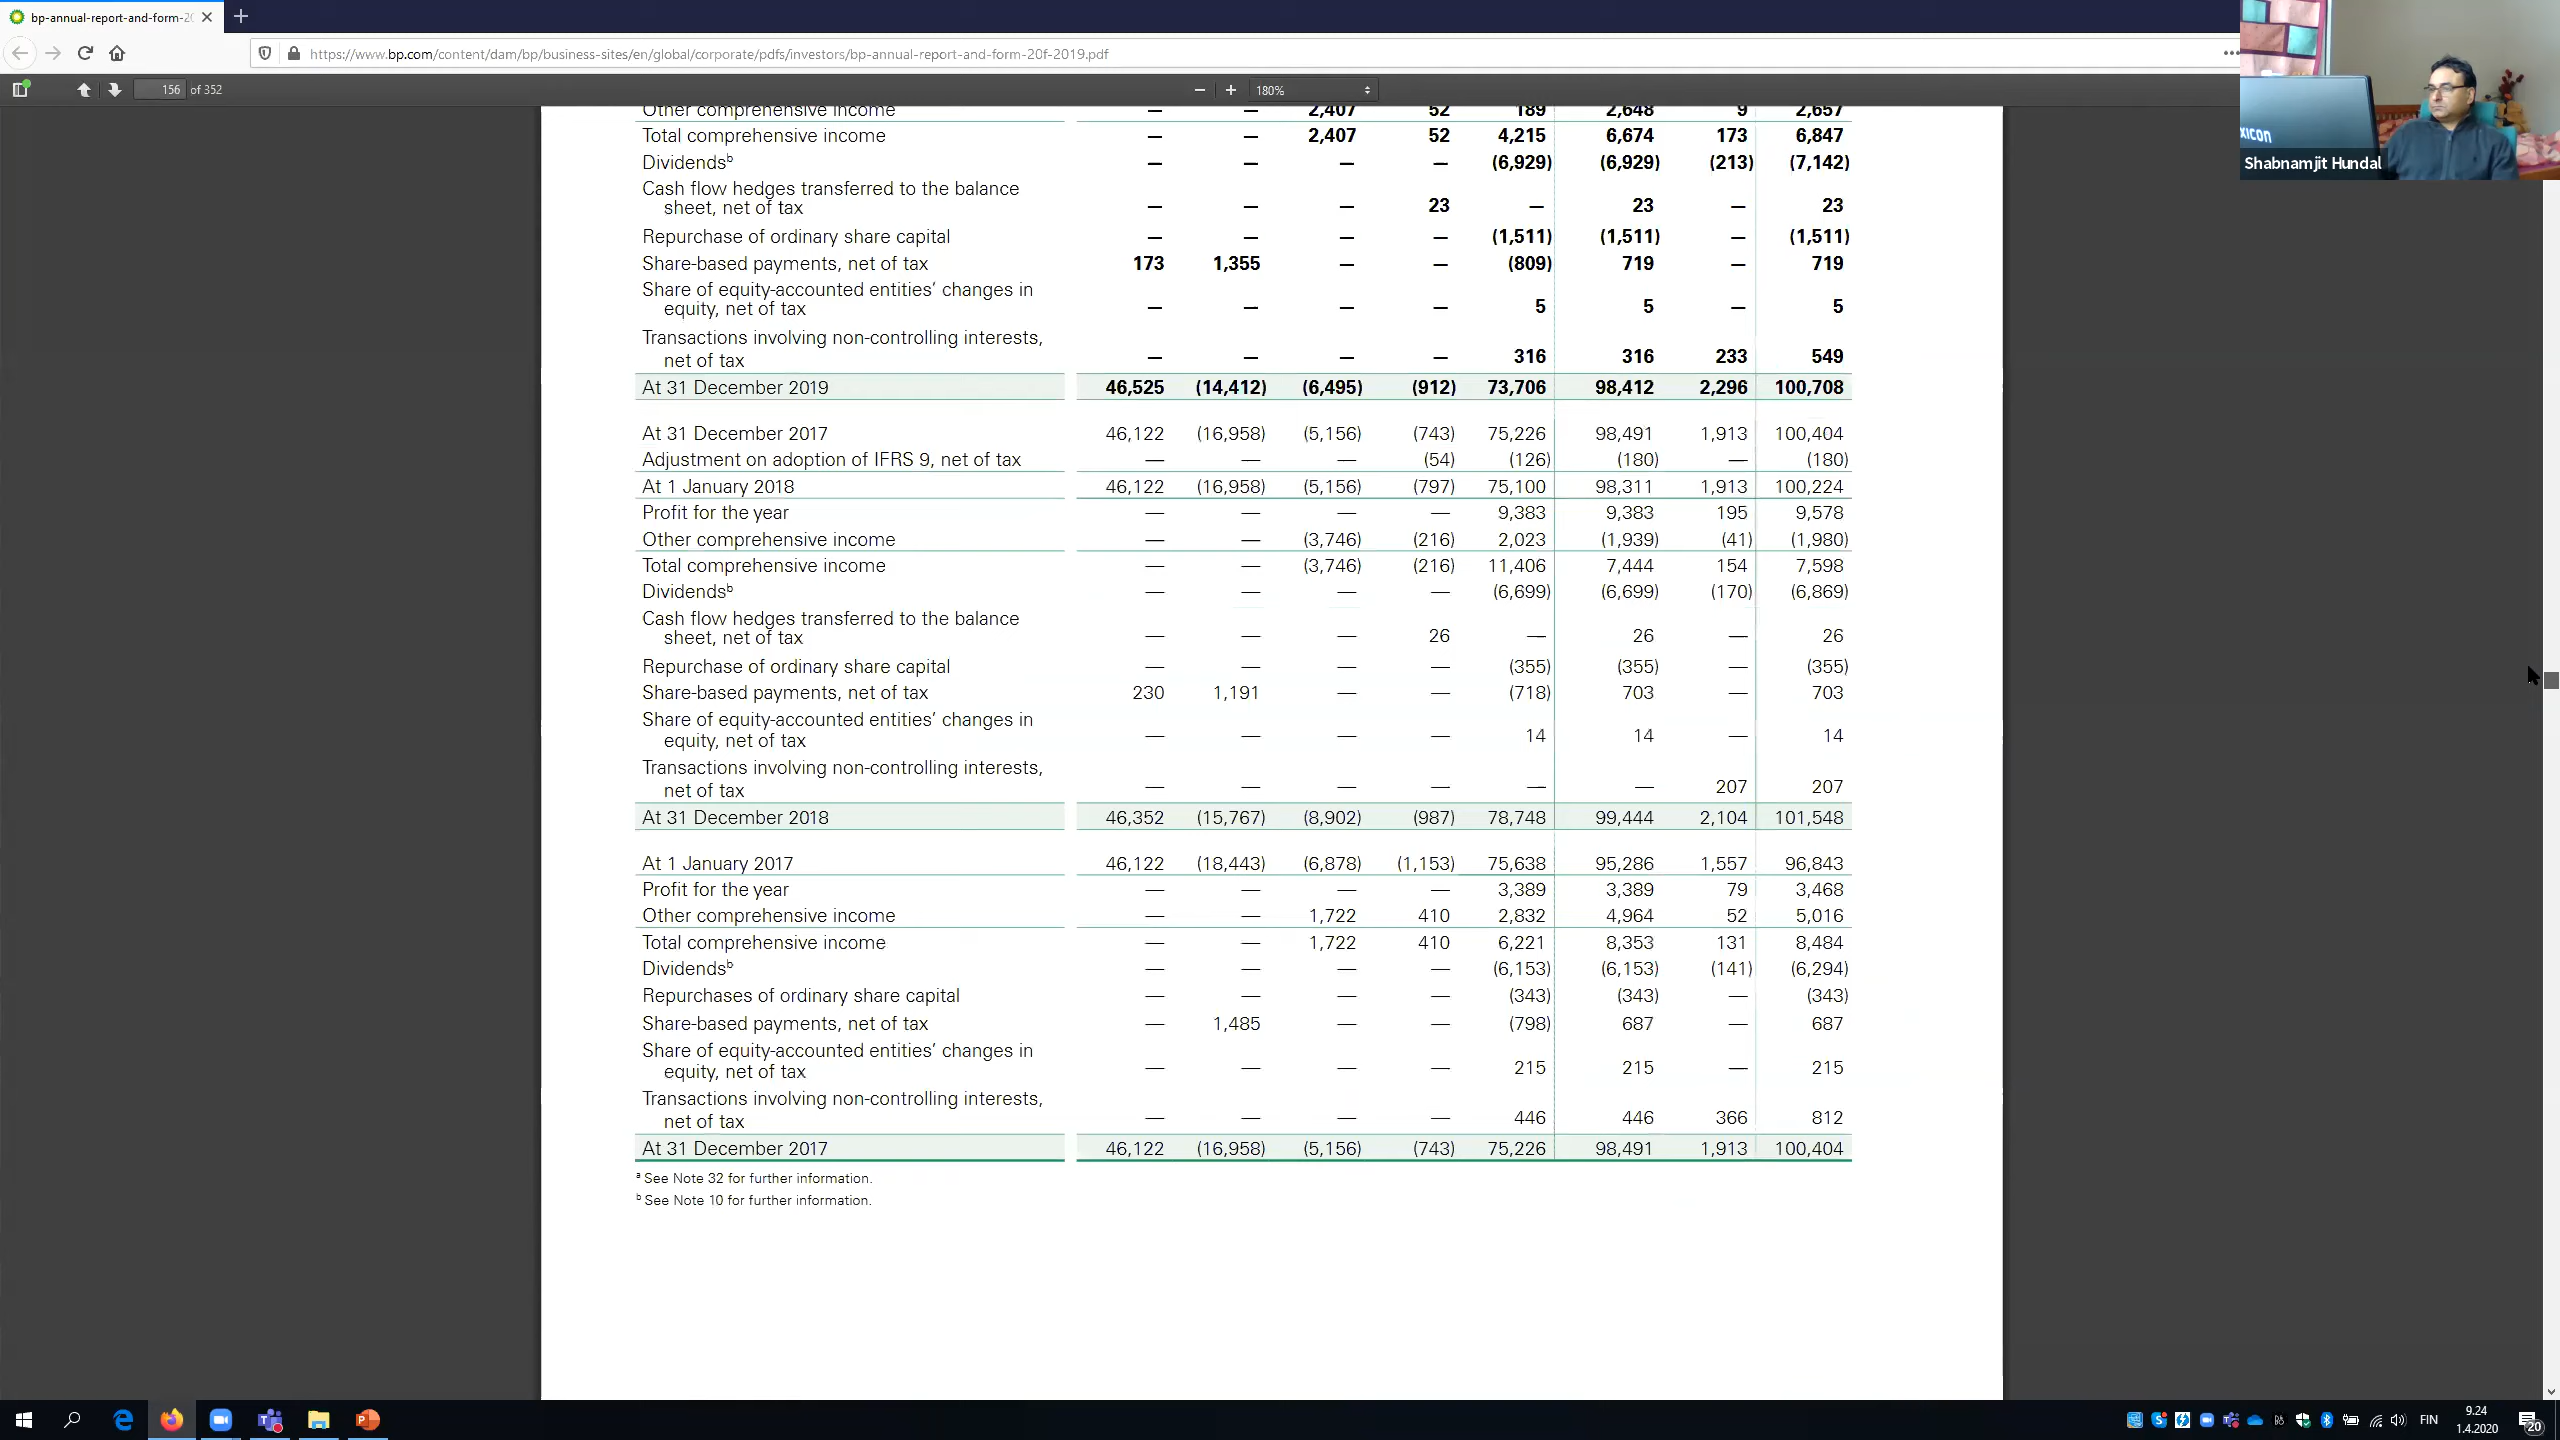 bp-annual-report-and-form-20
https://www.bp.com/content/dam/bp/business-sites/en/global/corporate/pdfs/investors/bp-annual-report-and-form-20f-2019.pdf
156 of 352
180%
xicon
Shabnamjit Hundal
Other comprehensive income — — 2,407 52 189 2,648 9 2,657
Total comprehensive income — — 2,407 52 4,215 6,674 173 6,847
Dividendsb — — — — (6,929) (6,929) (213) (7,142)
Cash flow hedges transferred to the balance
sheet, net of tax — — — 23 — 23 — 23
Repurchase of ordinary share capital — — — — (1,511) (1,511) — (1,511)
Share-based payments, net of tax 173 1,355 — — (809) 719 — 719
Share of equity-accounted entities’ changes in
equity, net of tax — — — — 5 5 — 5
Transactions involving non-controlling interests,
net of tax — — — — 316 316 233 549
At 31 December 2019 46,525 (14,412) (6,495) (912) 73,706 98,412 2,296 100,708
At 31 December 2017 46,122 (16,958) (5,156) (743) 75,226 98,491 1,913 100,404
Adjustment on adoption of IFRS 9, net of tax — — — (54) (126) (180) — (180)
At 1 January 2018 46,122 (16,958) (5,156) (797) 75,100 98,311 1,913 100,224
Profit for the year — — — — 9,383 9,383 195 9,578
Other comprehensive income — — (3,746) (216) 2,023 (1,939) (41) (1,980)
Total comprehensive income — — (3,746) (216) 11,406 7,444 154 7,598
Dividendsb — — — — (6,699) (6,699) (170) (6,869)
Cash flow hedges transferred to the balance
sheet, net of tax — — — 26 — 26 — 26
Repurchase of ordinary share capital — — — — (355) (355) — (355)
Share-based payments, net of tax 230 1,191 — — (718) 703 — 703
Share of equity-accounted entities’ changes in
equity, net of tax — — — — 14 14 — 14
Transactions involving non-controlling interests,
net of tax — — — — — — 207 207
At 31 December 2018 46,352 (15,767) (8,902) (987) 78,748 99,444 2,104 101,548
At 1 January 2017 46,122 (18,443) (6,878) (1,153) 75,638 95,286 1,557 96,843
Profit for the year — — — — 3,389 3,389 79 3,468
Other comprehensive income — — 1,722 410 2,832 4,964 52 5,016
Total comprehensive income — — 1,722 410 6,221 8,353 131 8,484
Dividendsb — — — — (6,153) (6,153) (141) (6,294)
Repurchases of ordinary share capital — — — — (343) (343) — (343)
Share-based payments, net of tax — 1,485 — — (798) 687 — 687
Share of equity-accounted entities’ changes in
equity, net of tax — — — — 215 215 — 215
Transactions involving non-controlling interests,
net of tax — — — — 446 446 366 812
At 31 December 2017 46,122 (16,958) (5,156) (743) 75,226 98,491 1,913 100,404
a See Note 32 for further information.
b See Note 10 for further information.
FIN
9.24
1.4.2020
20